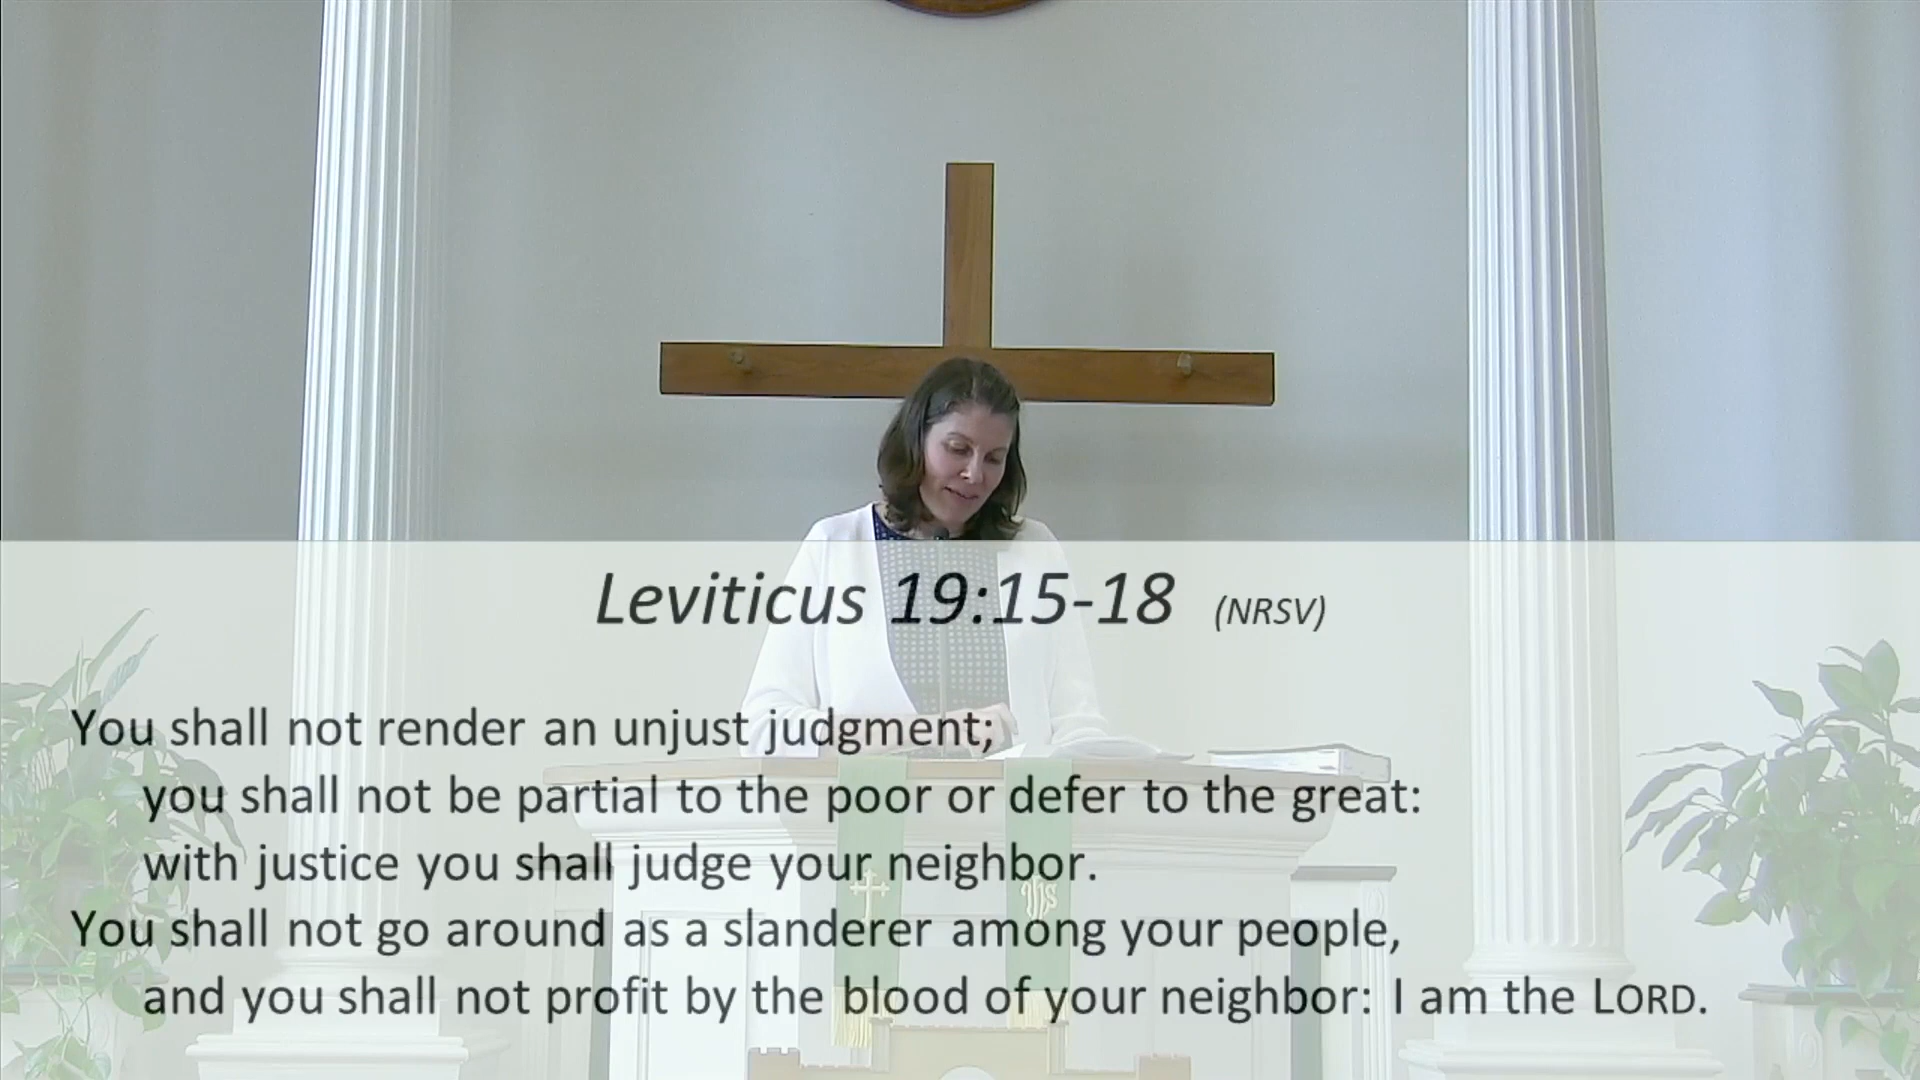 Leviticus 19:15-18 (NRSV)
You shall not render an unjust judgment;
you shall not be partial to the poor or defer to the great:
with justice you shall judge your neighbor.
You shall not go around as a slanderer among your people,
and you shall not profit by the blood of your neighbor: I am the LORD.
ihs